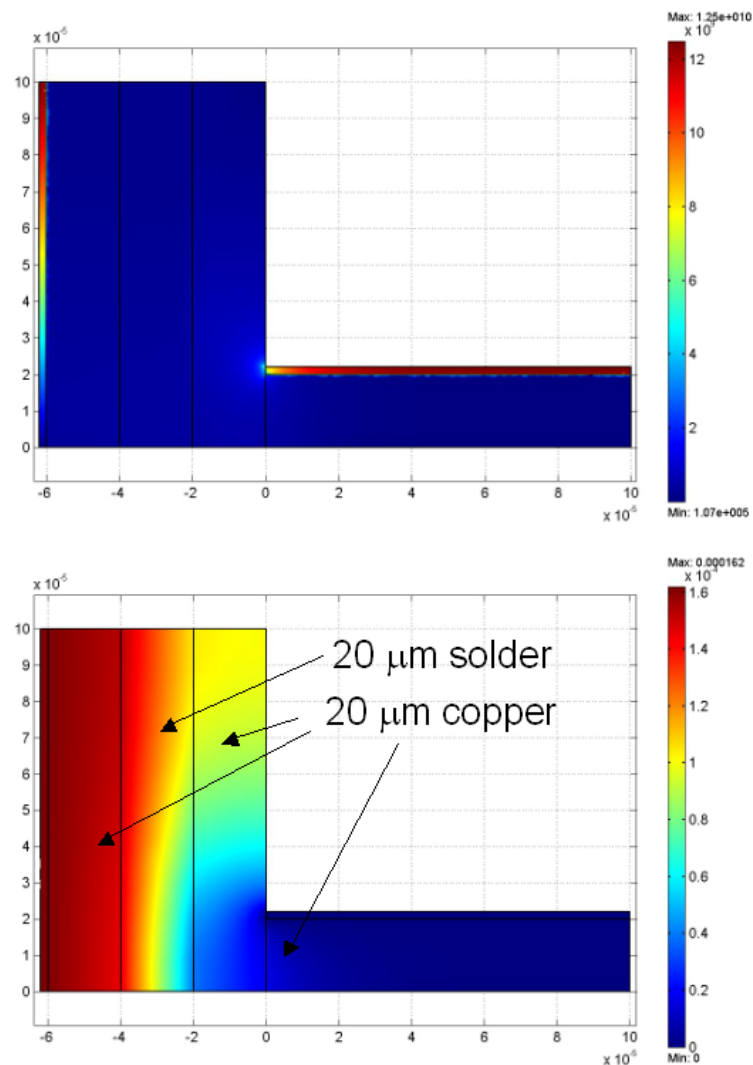 Max: 1.25e+010
x 10⁻⁵
x 10⁹
12
10
10
9
8
8
7
6
6
5
4
4
3
2
2
1
0
-6 -4 -2 0 2 4 6 8 10
Min: 1.07e+005
x 10⁻⁵
Max: 0.000162
x 10⁻⁵
x 10⁻⁴
1.6
10
20 μm solder
9
1.4
8
20 μm copper
1.2
7
6
1
5
0.8
4
0.6
3
0.4
2
0.2
1
0
0
-6 -4 -2 0 2 4 6 8 10
Min: 0
x 10⁻⁵